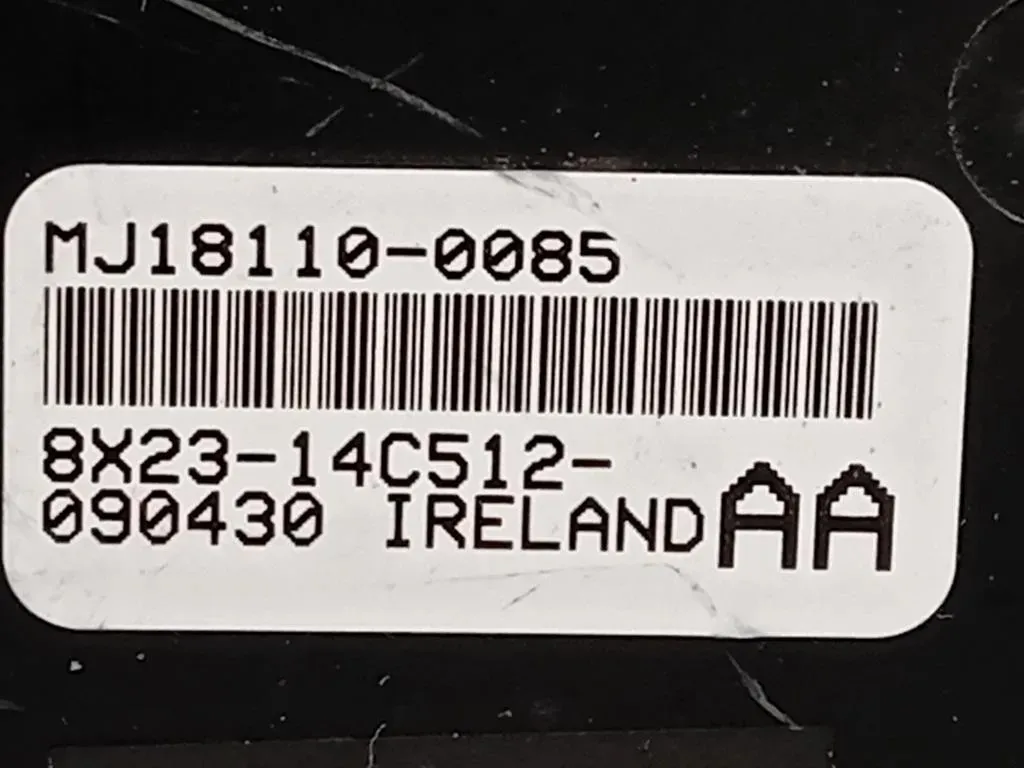 MJ18110-0085
8X23-14C512-
090430 IRELAND AA